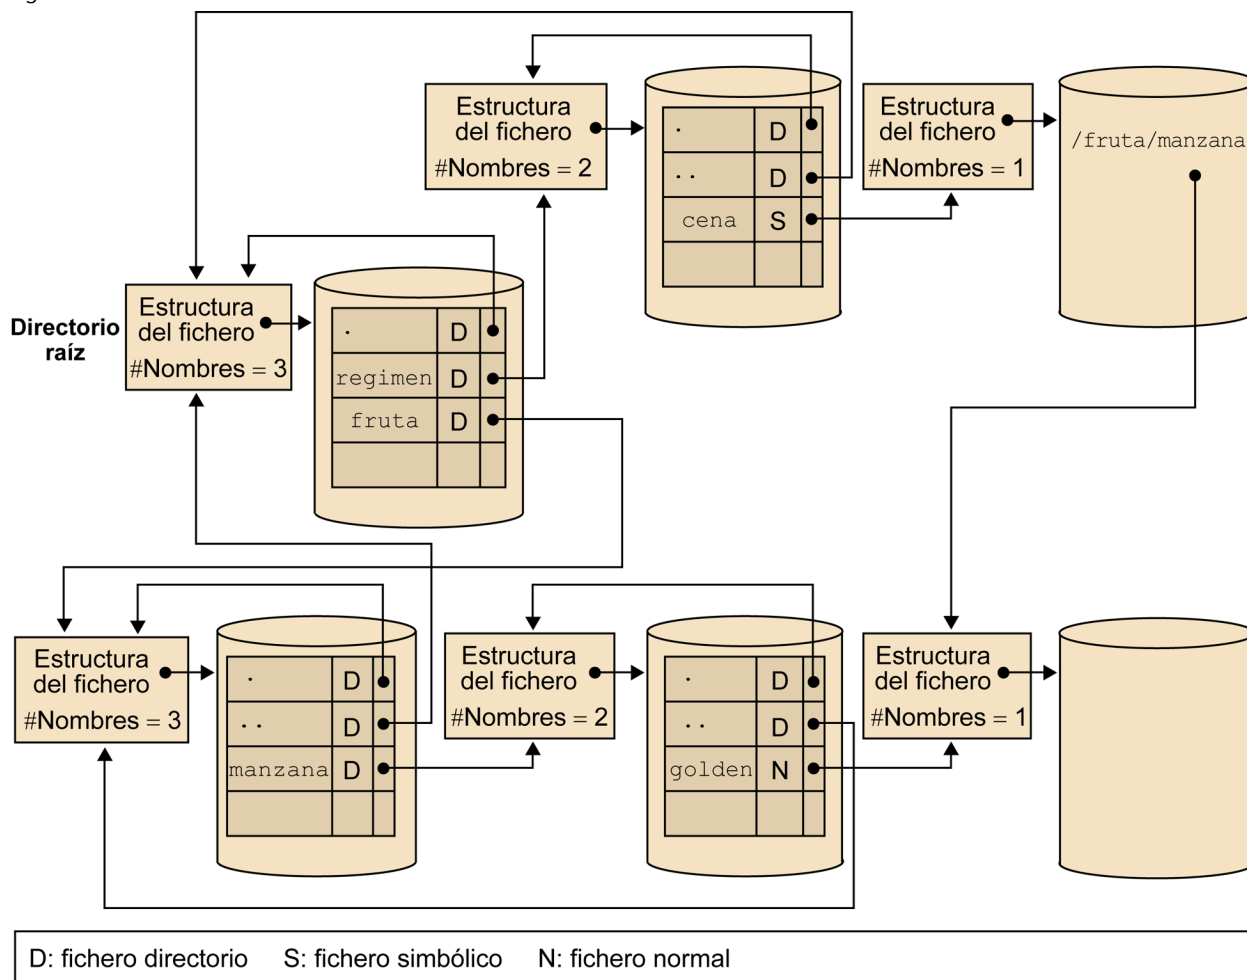 Estructura
del fichero
#Nombres = 2
. D
.. D
cena S
Estructura
del fichero
#Nombres = 1
/fruta/manzana
Directorio
raíz
Estructura
del fichero
#Nombres = 3
. D
regimen D
fruta D
Estructura
del fichero
#Nombres = 3
. D
.. D
manzana D
Estructura
del fichero
#Nombres = 2
. D
.. D
golden N
Estructura
del fichero
#Nombres = 1
D: fichero directorio S: fichero simbólico N: fichero normal